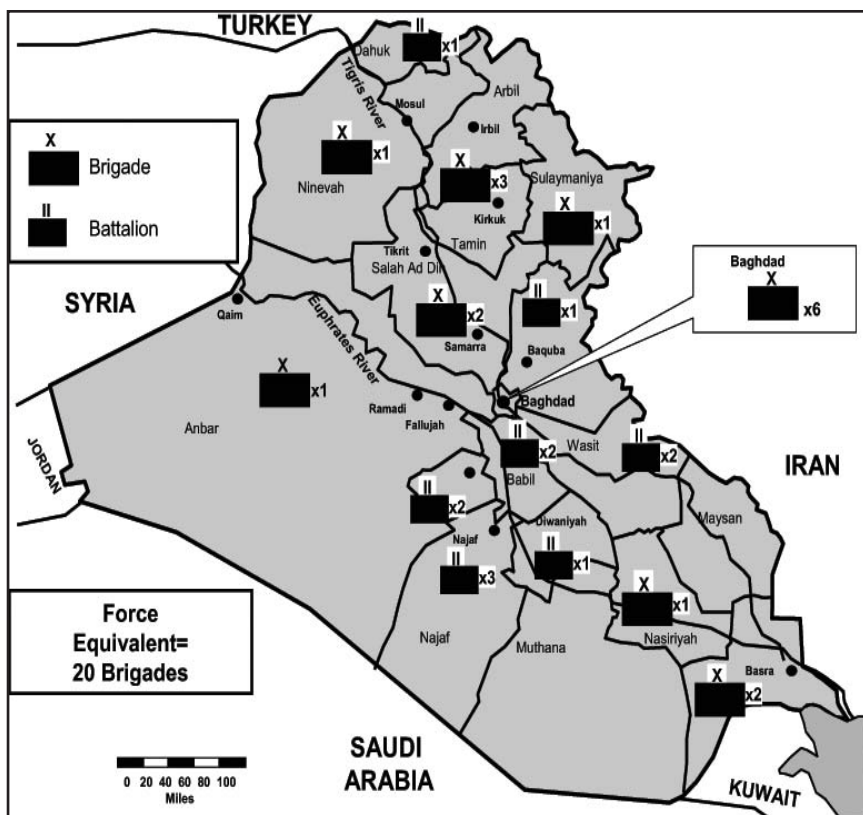 TURKEY
II
x1
Dahuk
Tigris River
Arbil
Mosul
Irbil
X
Brigade
II
Battalion
X
x1
Ninevah
X
x3
Sulaymaniya
Kirkuk
X
x1
Tamin
Tikrit
Salah Ad Din
Baghdad
X
x6
SYRIA
Qaim
Euphrates River
X
x2
Samarra
II
x1
Baquba
X
x1
Anbar
Ramadi
Fallujah
Baghdad
JORDAN
II
x2
Babil
Wasit
II
x2
IRAN
Maysan
II
x2
Najaf
Diwaniyah
II
x1
II
x3
X
x1
Nasiriyah
Najaf
Muthana
Basra
X
x2
Force
Equivalent=
20 Brigades
SAUDI
ARABIA
KUWAIT
0 20 40 60 80 100
Miles